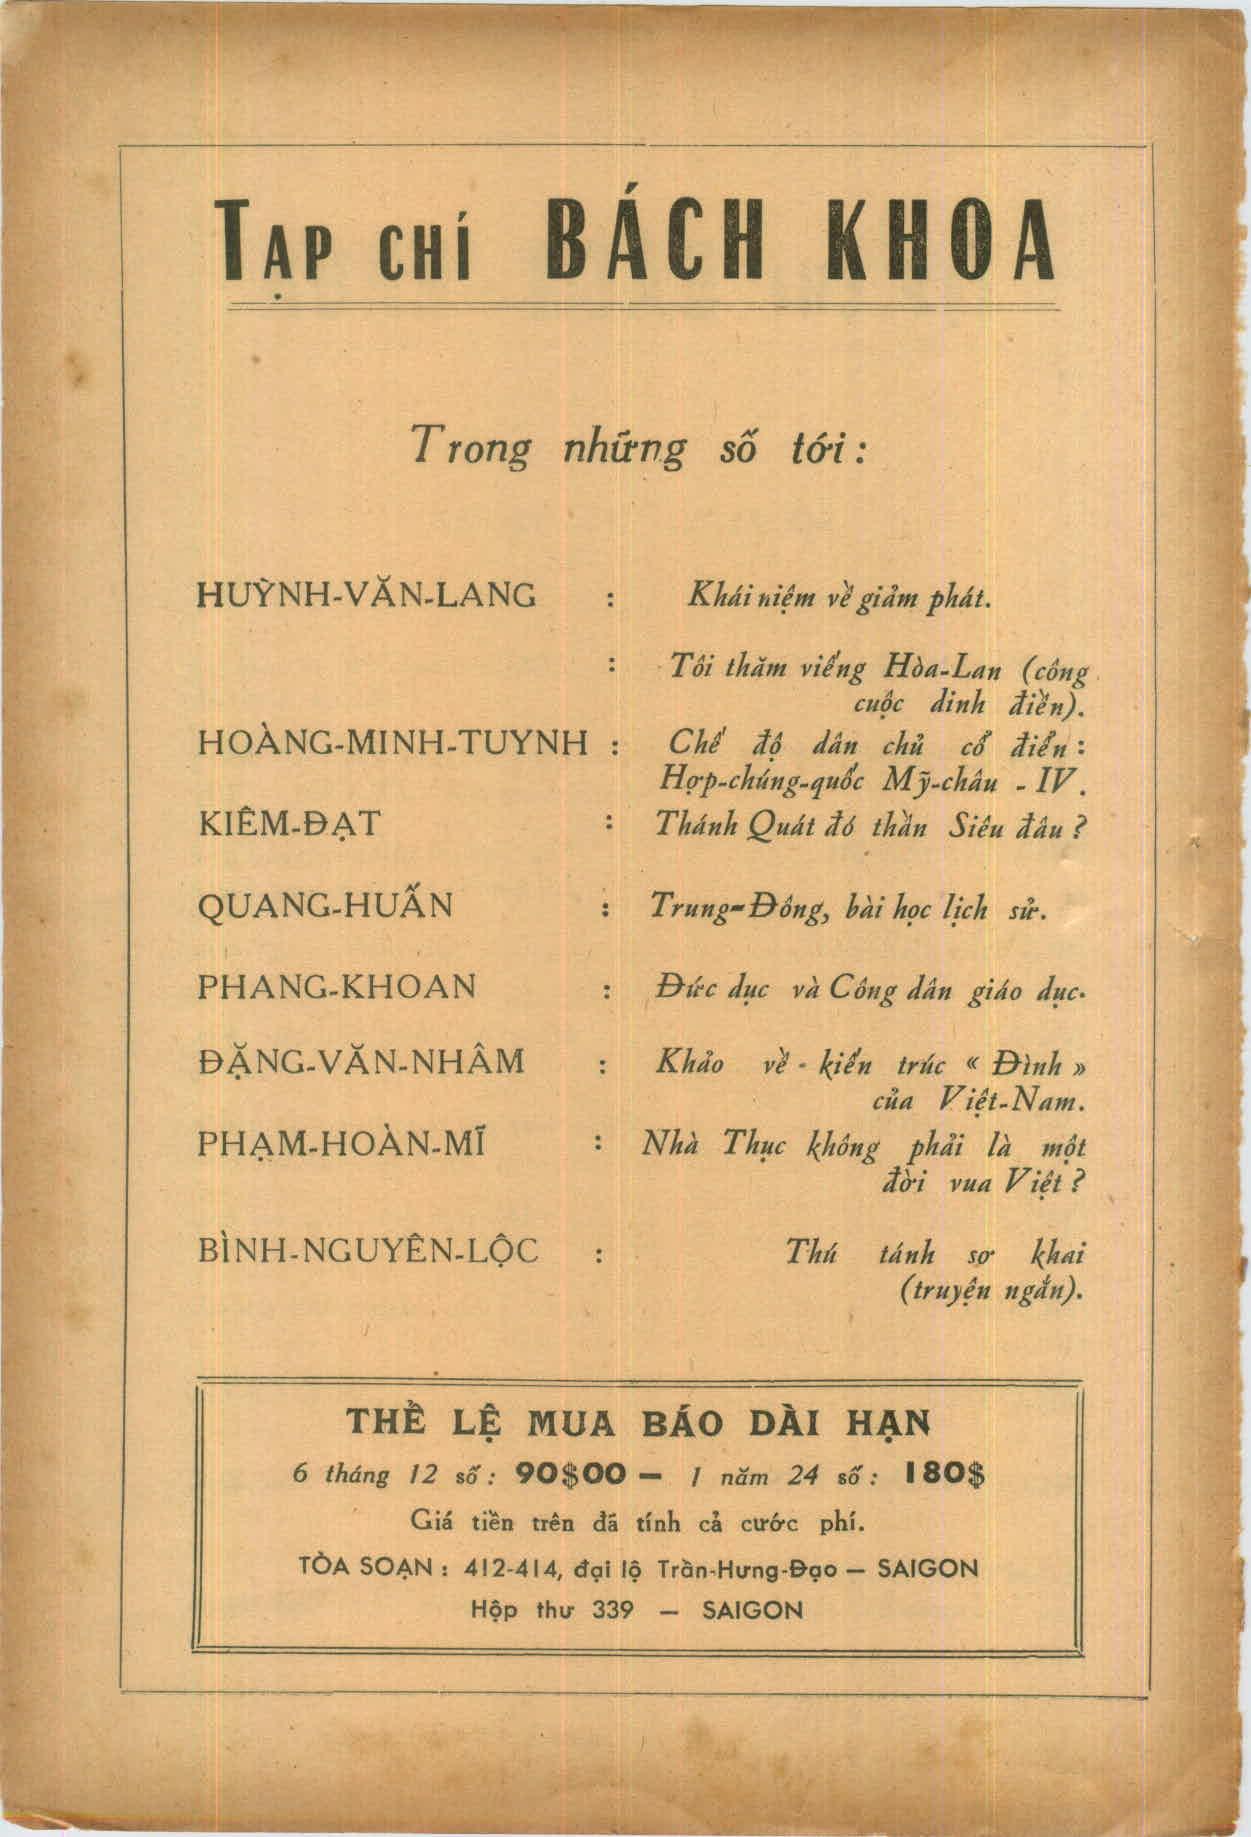 TẠP CHÍ BÁCH KHOA
Trong những số tới :
HUỲNH-VĂN-LANG : Khái niệm về giảm phát.
: Tôi thăm viếng Hòa-Lan (công
cuộc dinh điền).
HOÀNG-MINH-TUYNH : Chế độ dân chủ cổ điển :
Hợp-chúng-quốc Mỹ-châu - IV.
KIÊM-ĐẠT : Thánh Quát đó thần Siêu đâu ?
QUANG-HUẤN : Trung-Đông, bài học lịch sử.
PHANG-KHOAN : Đức dục và Công dân giáo dục.
ĐẶNG-VĂN-NHÂM : Khảo về - kiến trúc « Đình »
của Việt-Nam.
PHẠM-HOÀN-MĨ : Nhà Thục không phải là một
đời vua Việt ?
BÌNH-NGUYÊN-LỘC : Thú tánh sơ khai
(truyện ngắn).
THỂ LỆ MUA BÁO DÀI HẠN
6 tháng 12 số : 90$00 — 1 năm 24 số : 180$
Giá tiền trên đã tính cả cước phí.
TÒA SOẠN : 412-414, đại lộ Trần-Hưng-Đạo — SAIGON
Hộp thư 339 — SAIGON